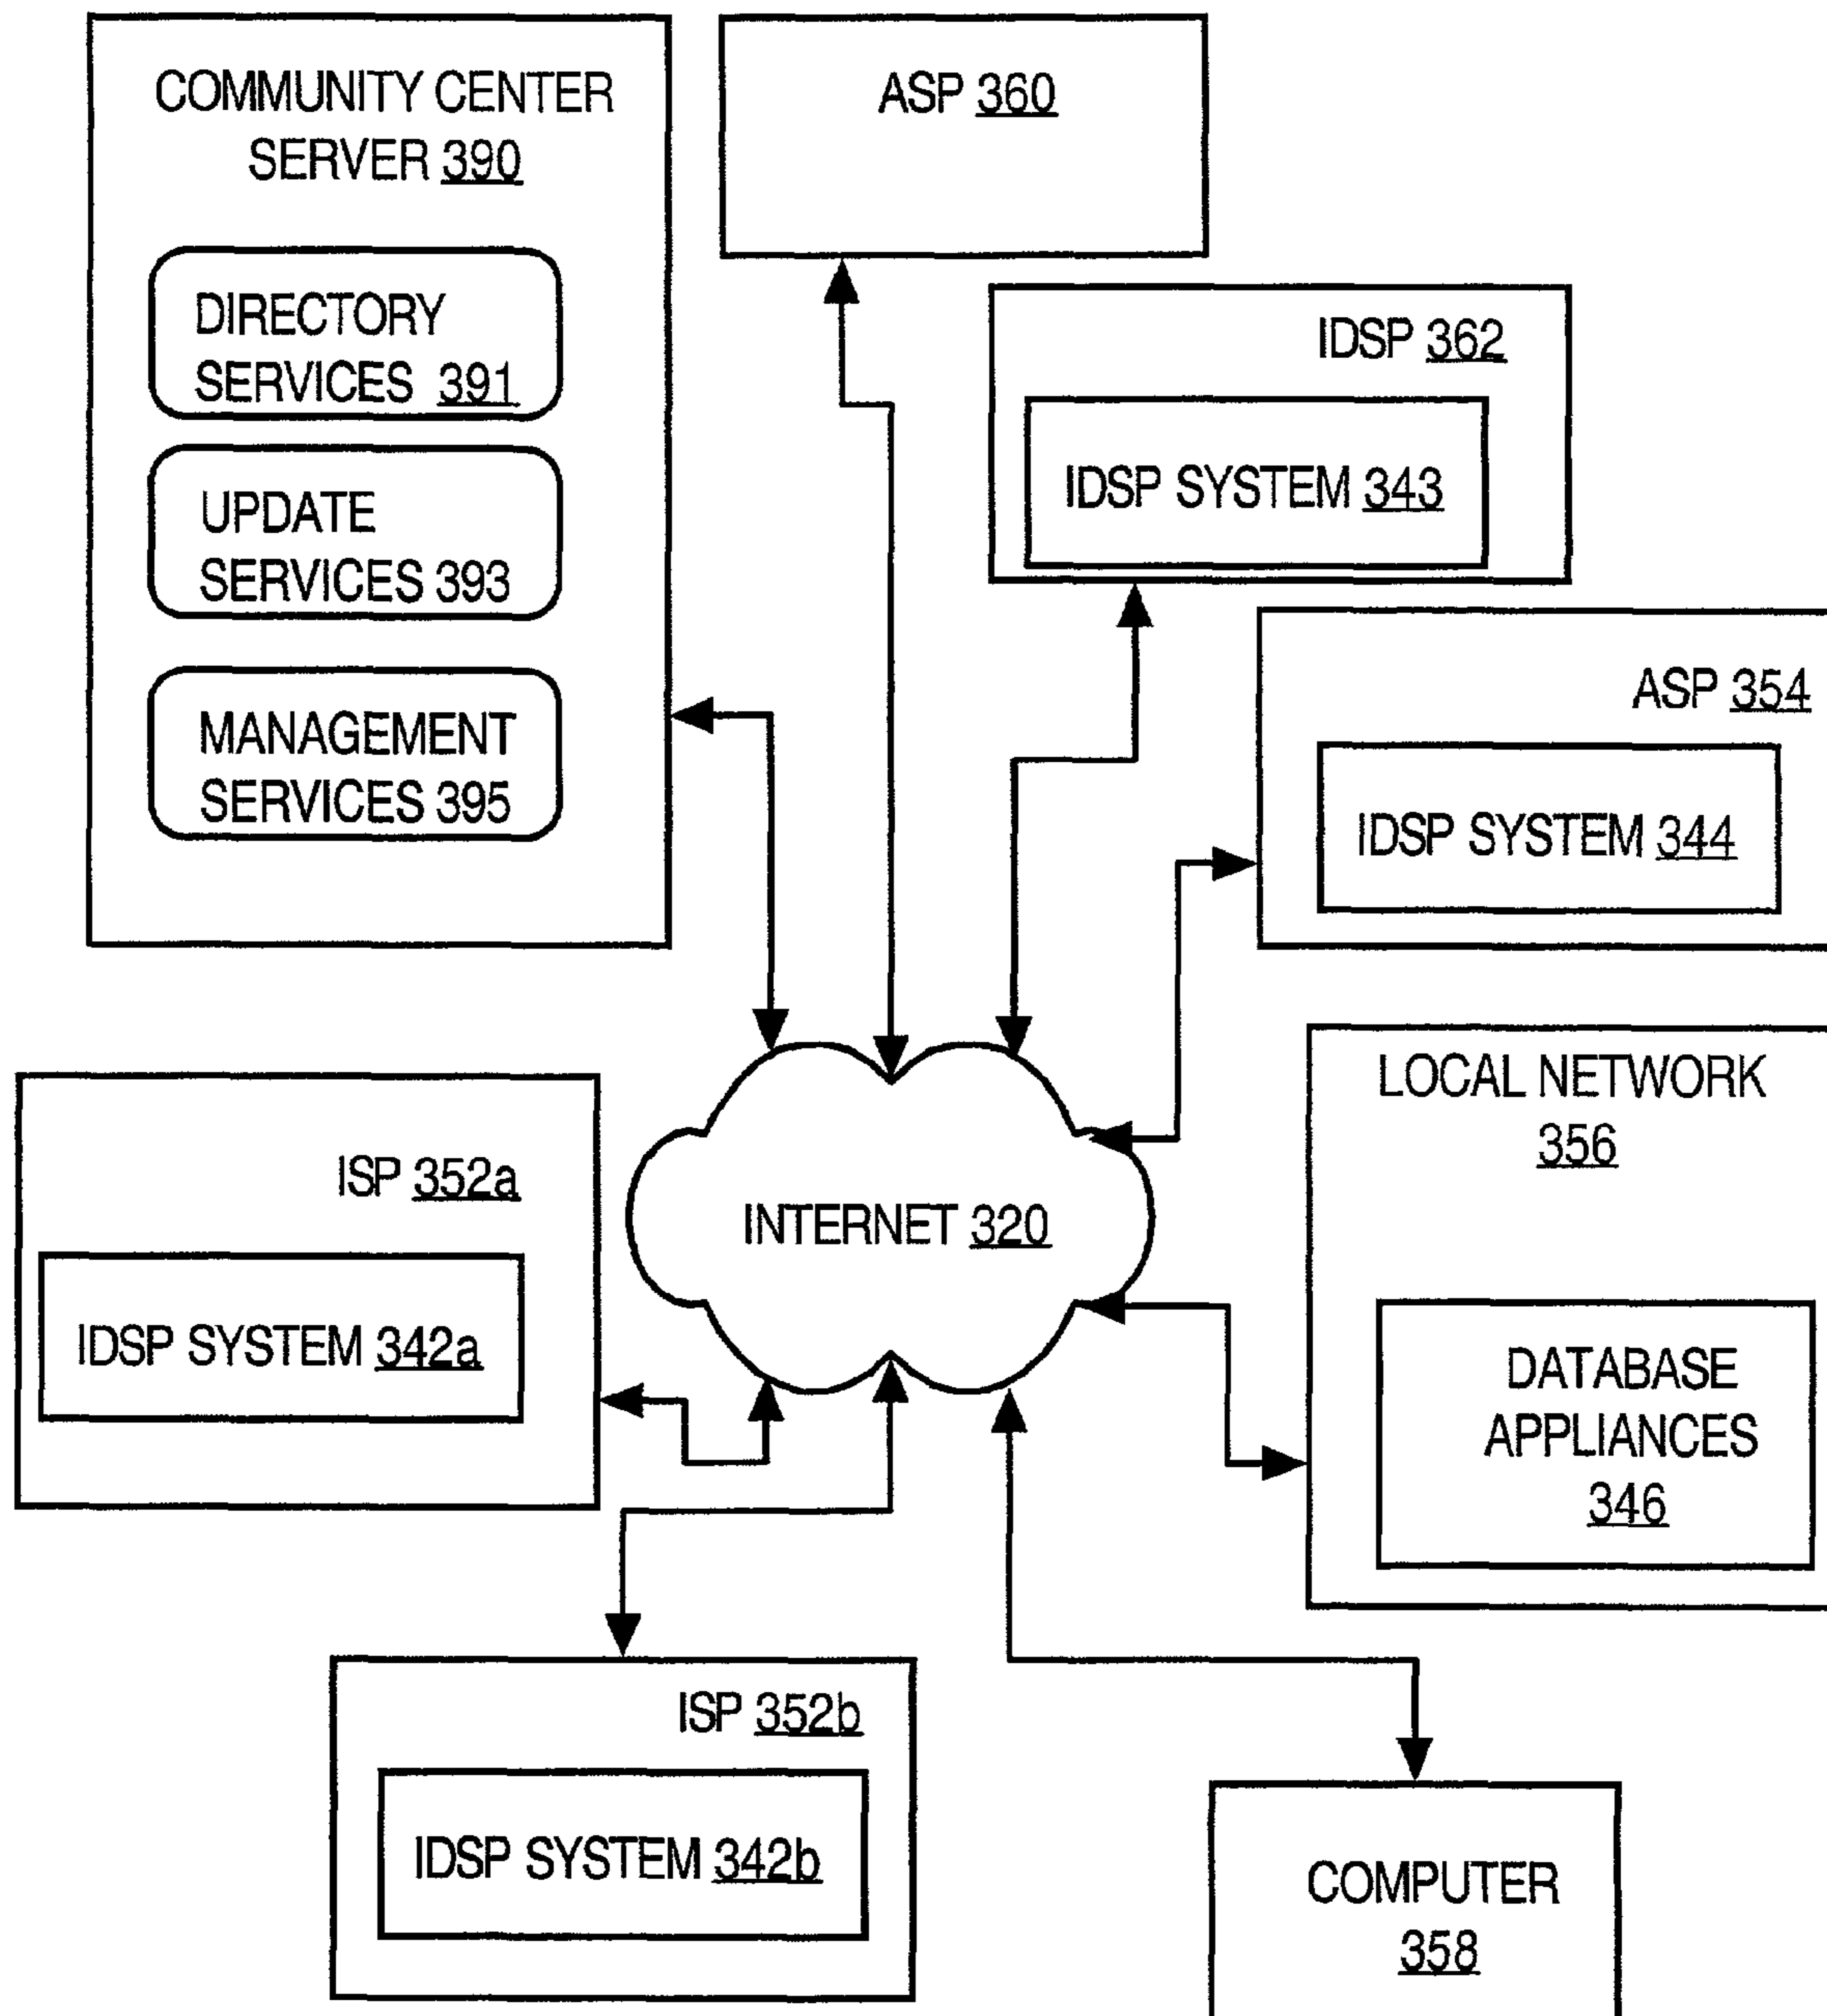 COMMUNITY CENTER
SERVER 390
DIRECTORY
SERVICES 391
UPDATE
SERVICES 393
MANAGEMENT
SERVICES 395
ASP 360
IDSP 362
IDSP SYSTEM 343
ASP 354
IDSP SYSTEM 344
LOCAL NETWORK
356
DATABASE
APPLIANCES
346
ISP 352a
IDSP SYSTEM 342a
INTERNET 320
ISP 352b
IDSP SYSTEM 342b
COMPUTER
358